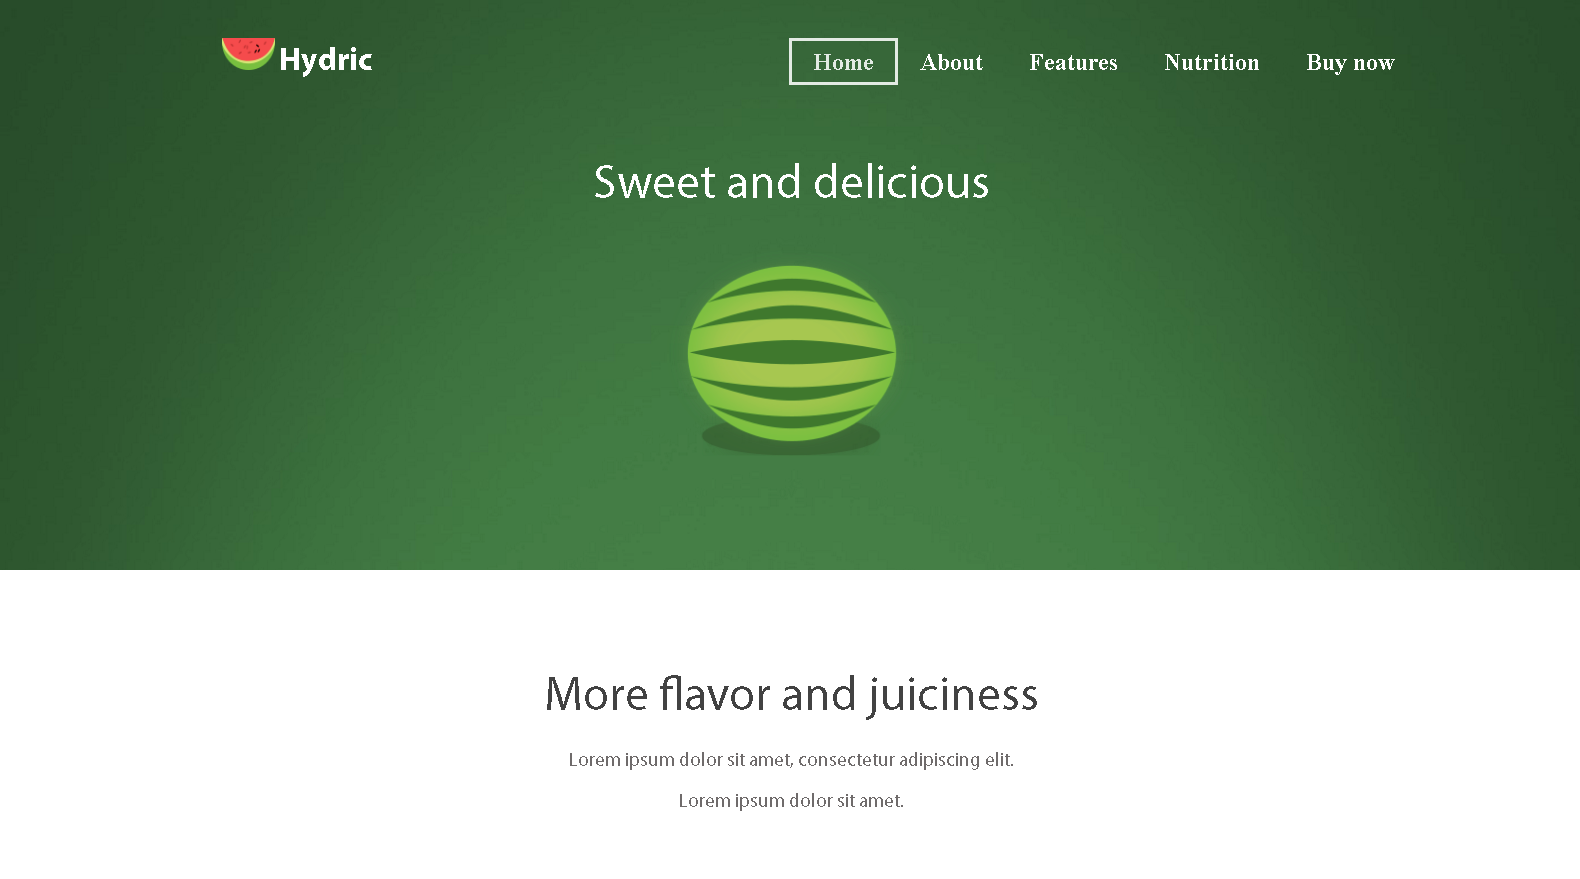 Hydric
Home About Features Nutrition Buy now
Sweet and delicious
More flavor and juiciness
Lorem ipsum dolor sit amet, consectetur adipiscing elit.
Lorem ipsum dolor sit amet.